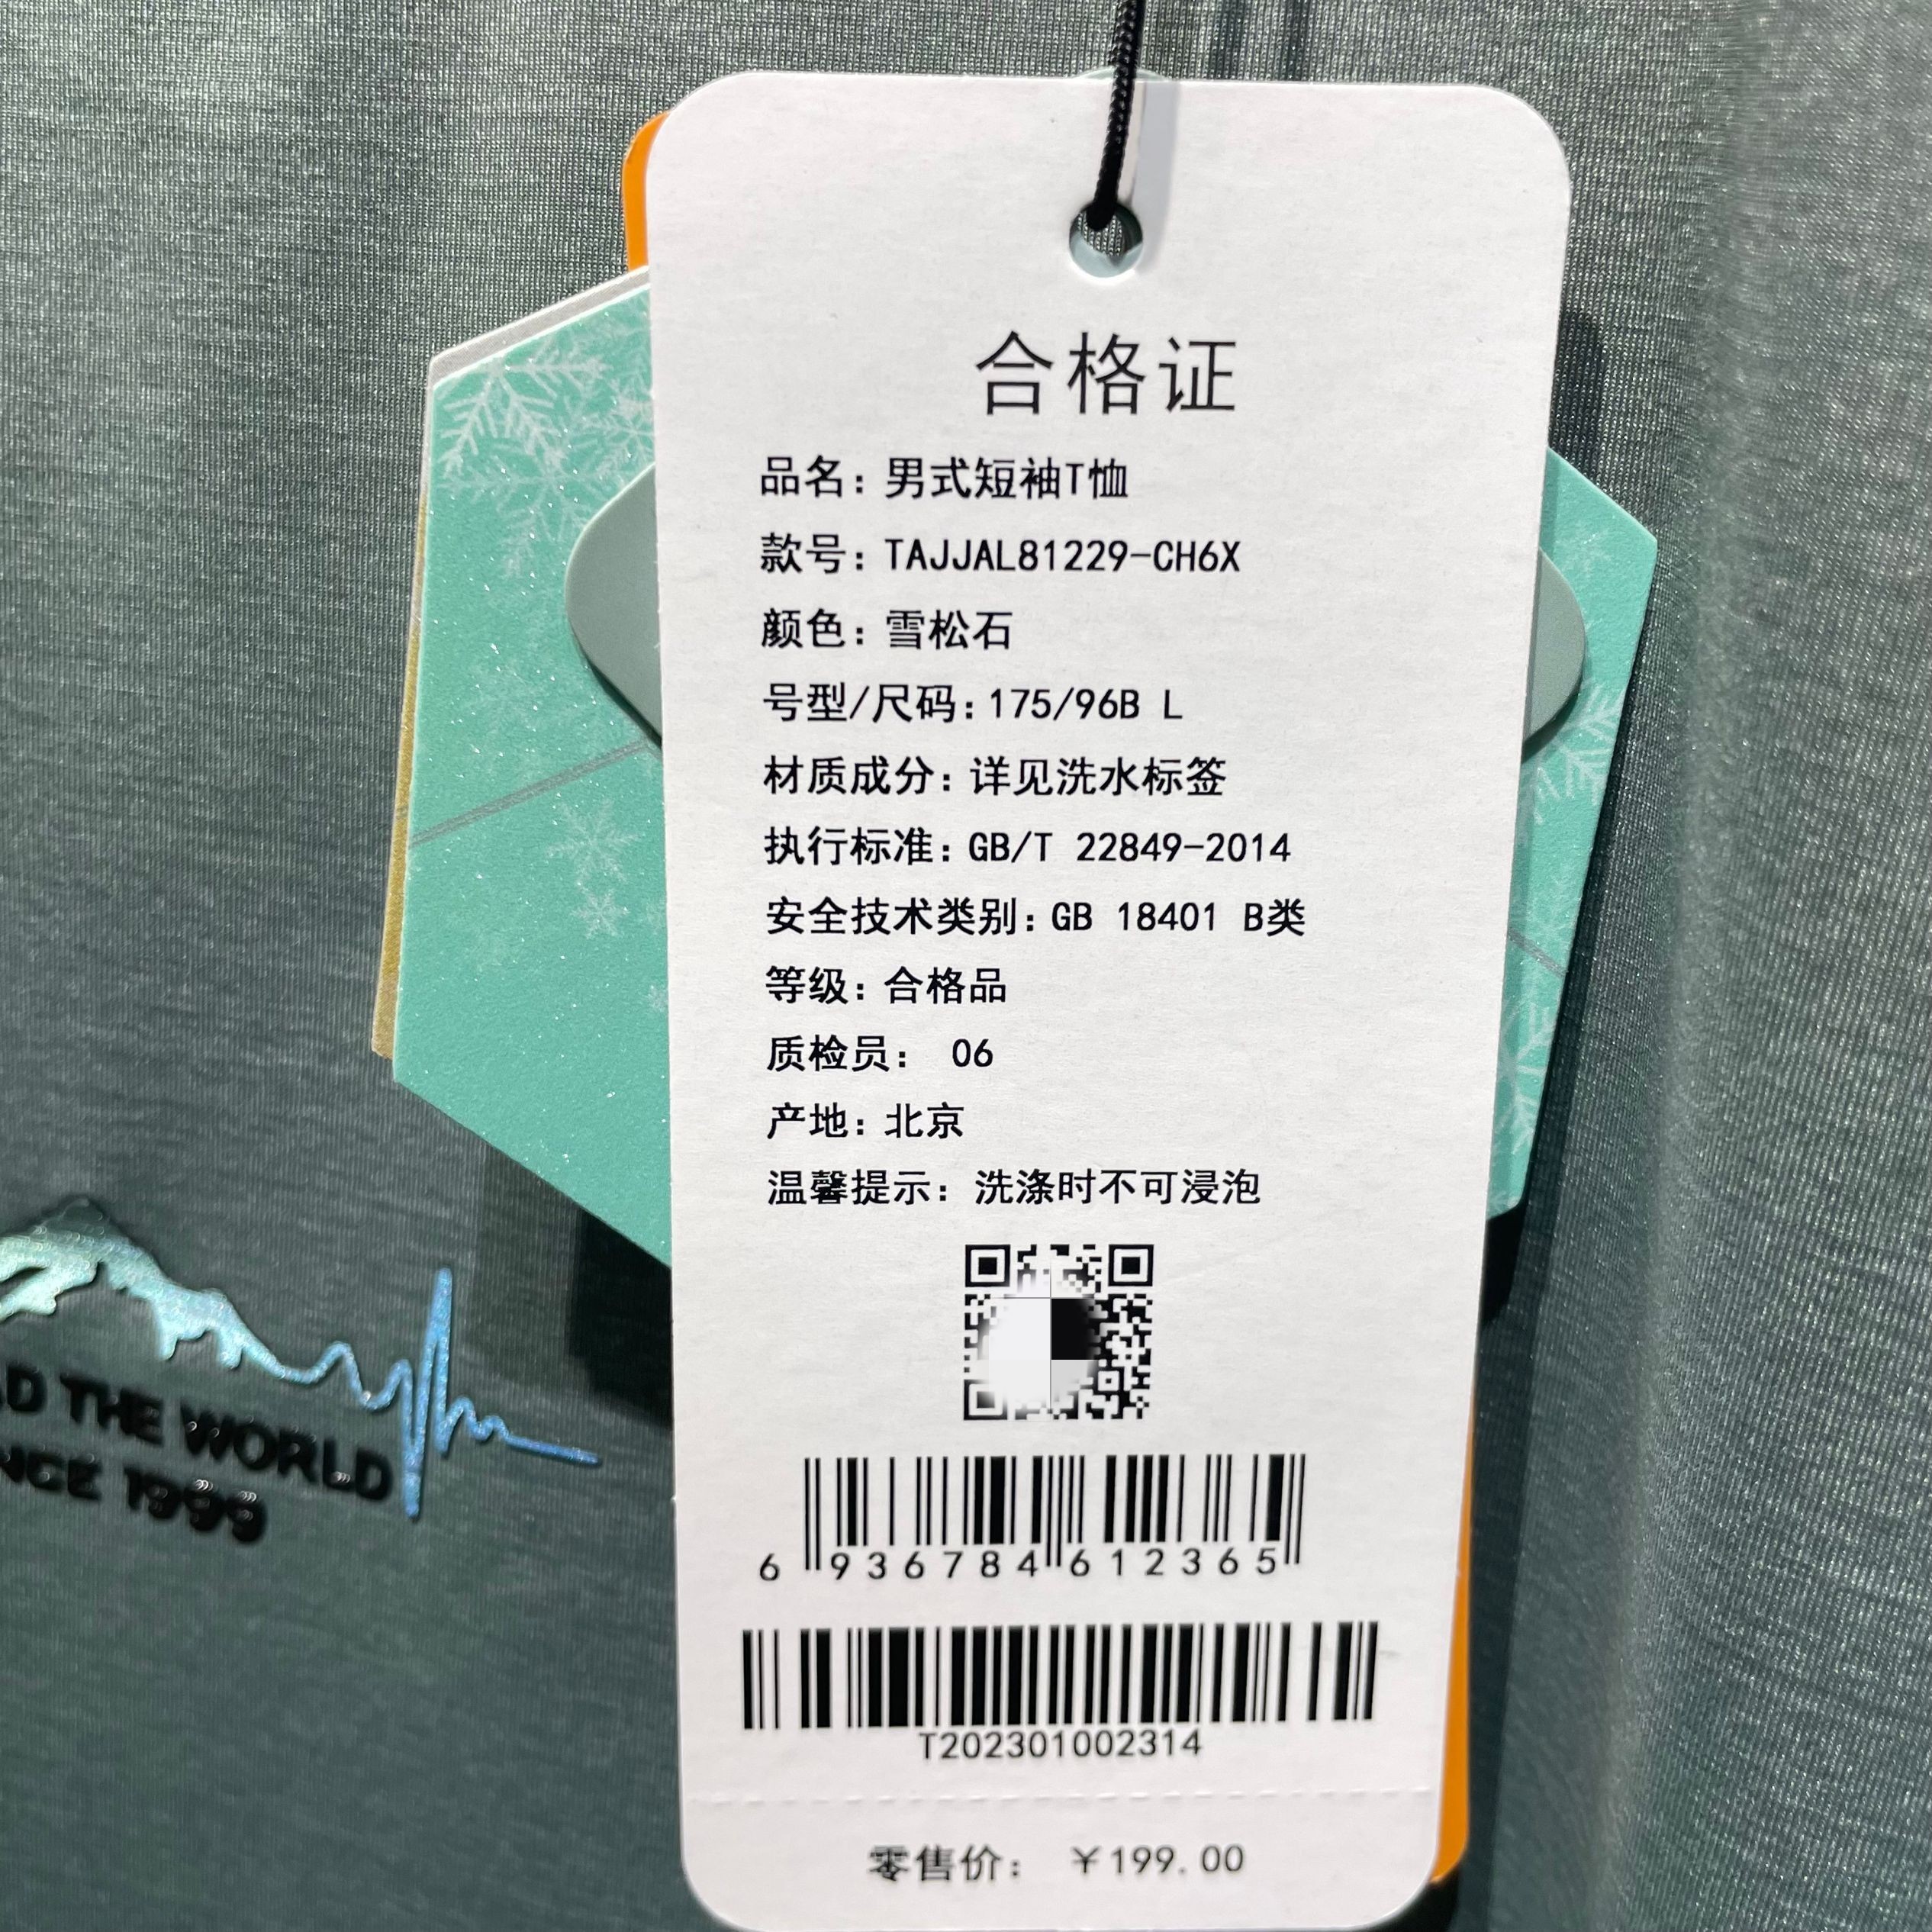 合格证
品名：男式短袖T恤
款号：TAJJAL81229-CH6X
颜色：雪松石
号型/尺码：175/96B L
材质成分：详见洗水标签
执行标准：GB/T 22849-2014
安全技术类别：GB 18401 B类
等级：合格品
质检员： 06
产地：北京
温馨提示：洗涤时不可浸泡
6 936784 612365
T202301002314
零售价： ￥199.00
THE WORLD
1999